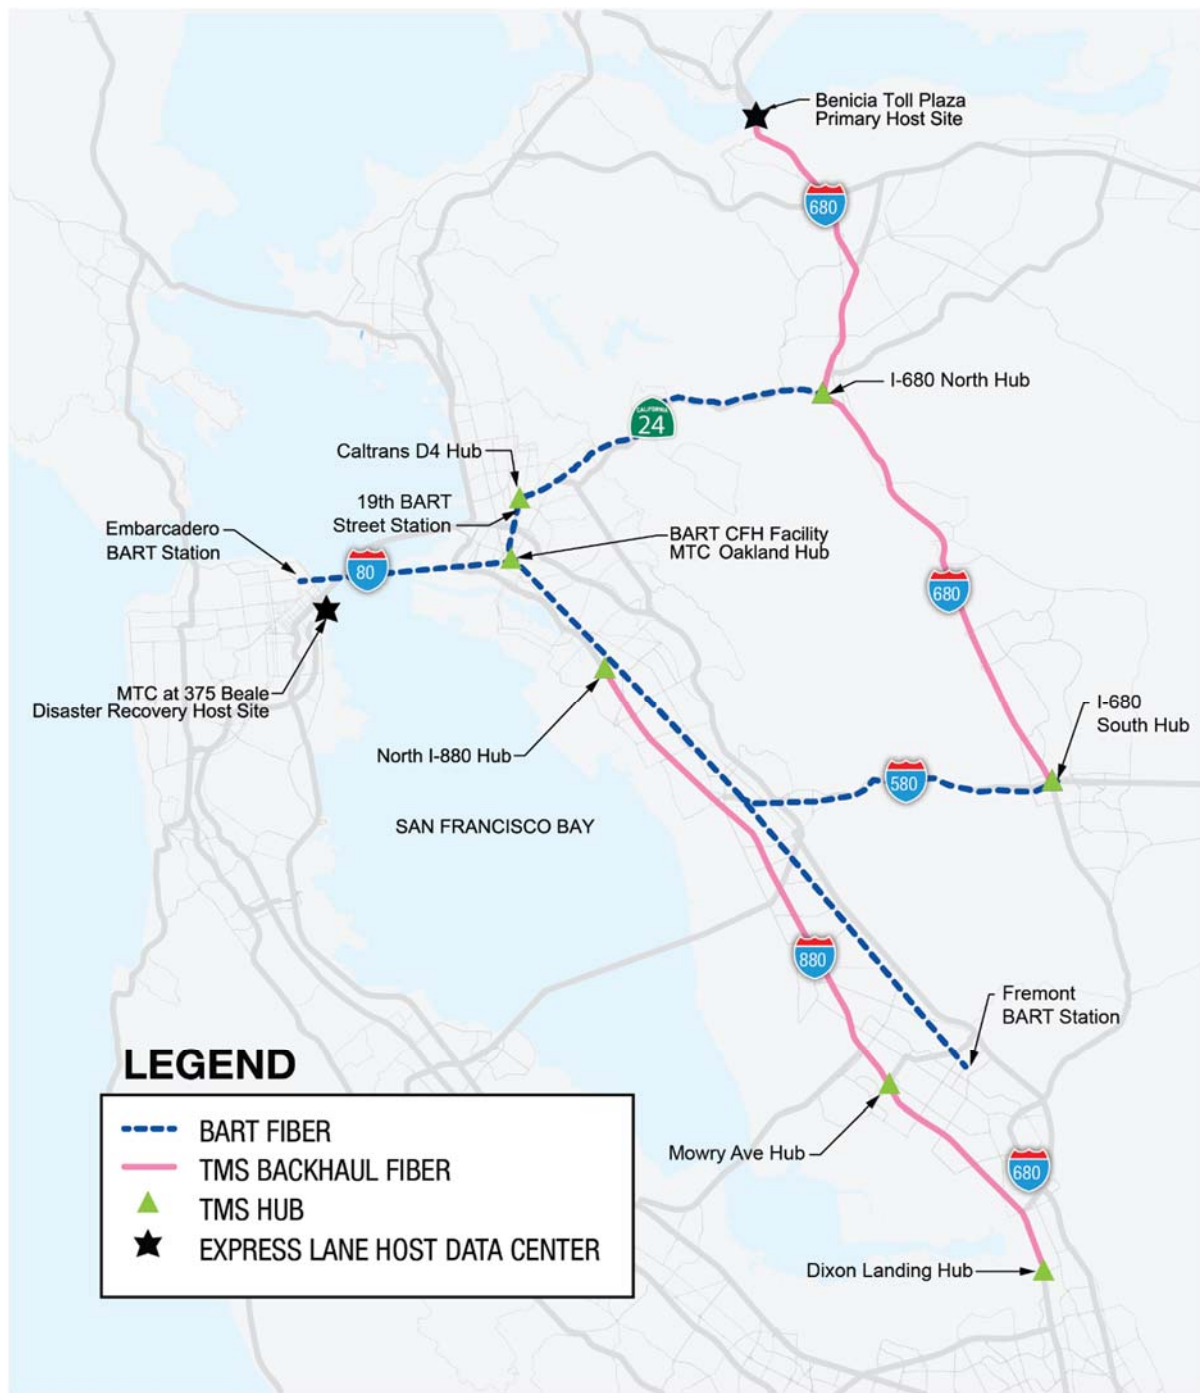 Benicia Toll Plaza
Primary Host Site
680
I-680 North Hub
CALIFORNIA
24
Caltrans D4 Hub
19th BART
Street Station
Embarcadero
BART Station
BART CFH Facility
MTC Oakland Hub
80
680
MTC at 375 Beale
Disaster Recovery Host Site
I-680
South Hub
North I-880 Hub
580
SAN FRANCISCO BAY
880
Fremont
BART Station
LEGEND
BART FIBER
TMS BACKHAUL FIBER
TMS HUB
EXPRESS LANE HOST DATA CENTER
Mowry Ave Hub
680
Dixon Landing Hub